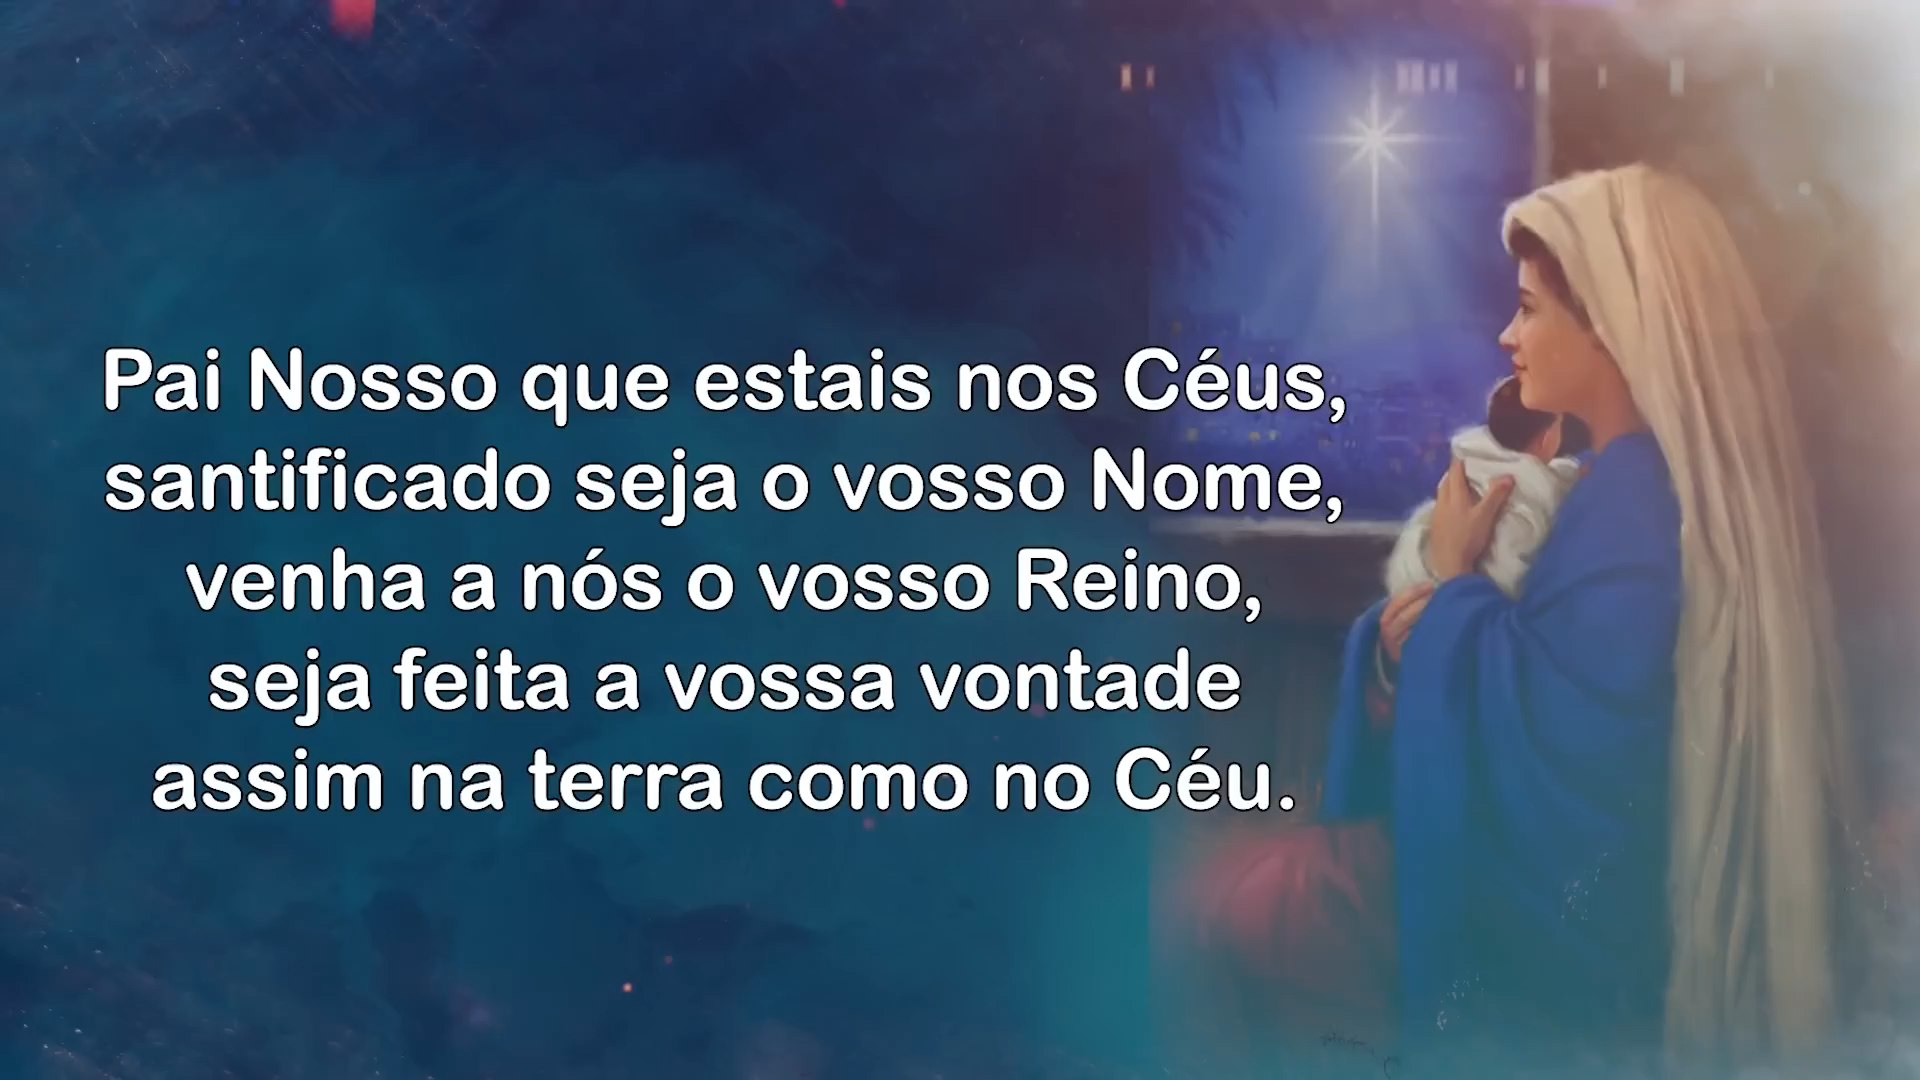 Pai Nosso que estais nos Céus,
santificado seja o vosso Nome,
venha a nós o vosso Reino,
seja feita a vossa vontade
assim na terra como no Céu.